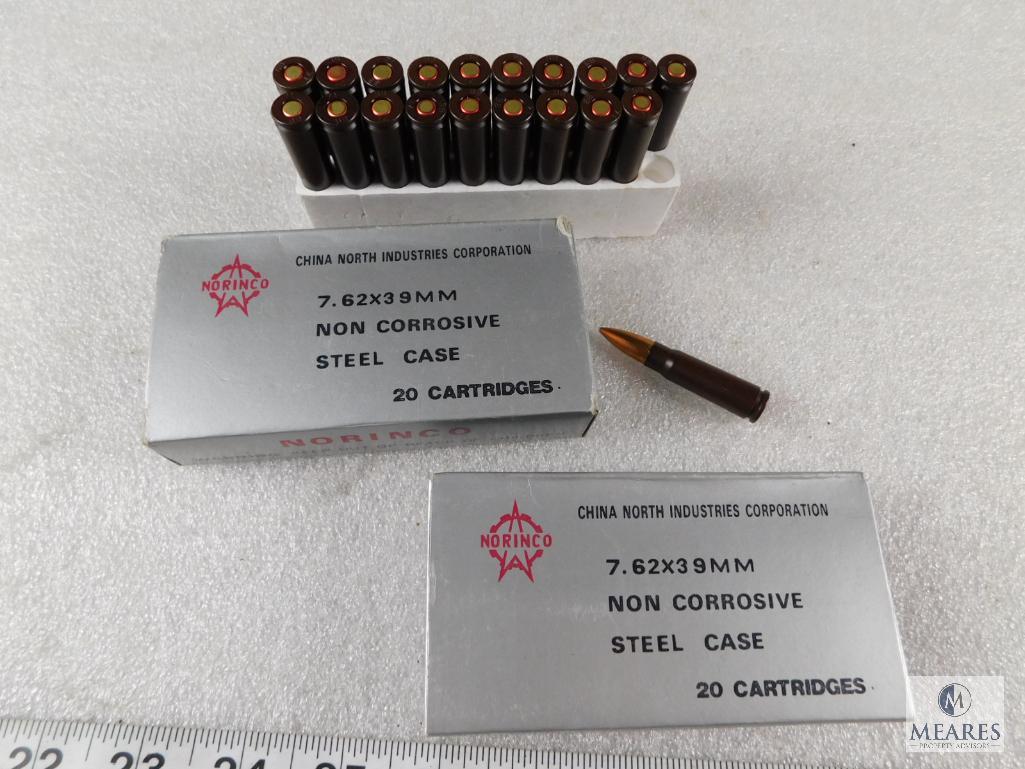 CHINA NORTH INDUSTRIES CORPORATION
NORINCO
7.62X39MM
NON CORROSIVE
STEEL CASE
20 CARTRIDGES.
NORINCO
CHINA NORTH INDUSTRIES CORPORATION
NORINCO
7.62X39MM
NON CORROSIVE
STEEL CASE
20 CARTRIDGES.
22 23 24 25
M
MEARES
PROPERTY ADVISORS